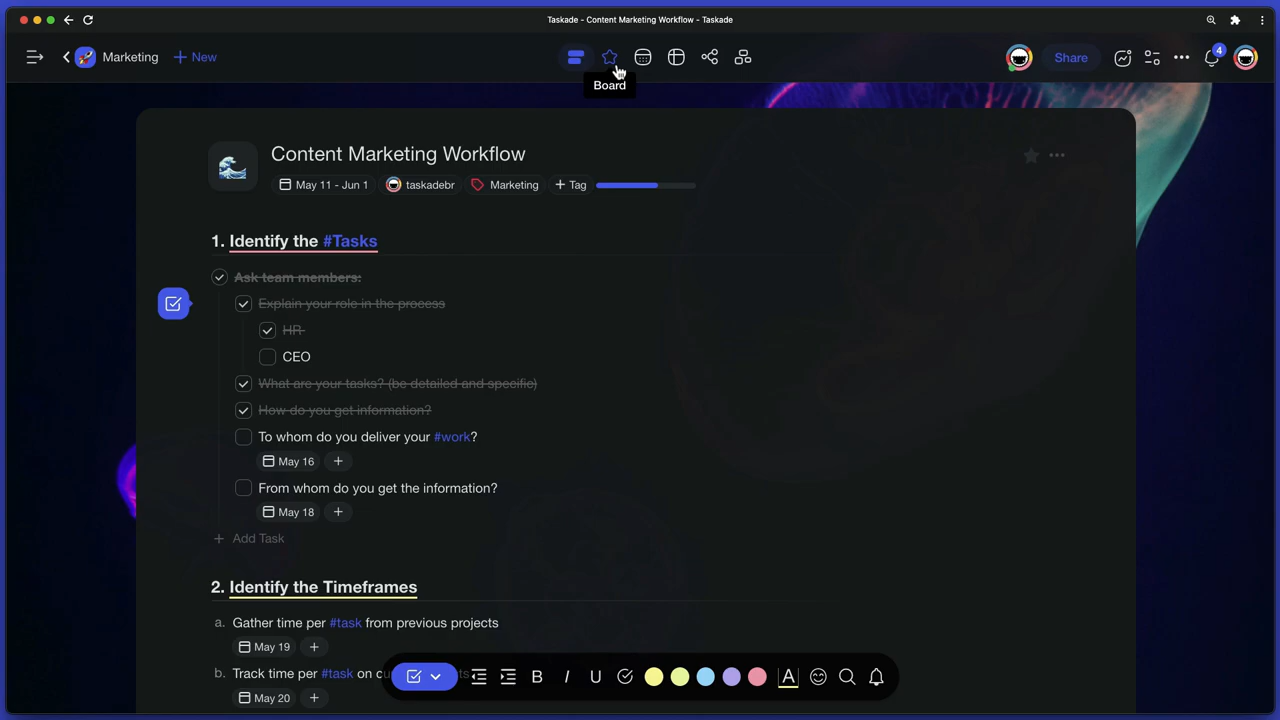 Taskade - Content Marketing Workflow - Taskade
Marketing + New
Share
4
Board
Content Marketing Workflow
May 11 - Jun 1 taskadebr Marketing + Tag
1. Identify the #Tasks
Ask team members:
Explain your role in the process
HR
CEO
What are your tasks? (be detailed and specific)
How do you get information?
To whom do you deliver your #work?
May 16 +
From whom do you get the information?
May 18 +
+ Add Task
2. Identify the Timeframes
a. Gather time per #task from previous projects
May 19 +
b. Track time per #task on
B I U A
May 20 +